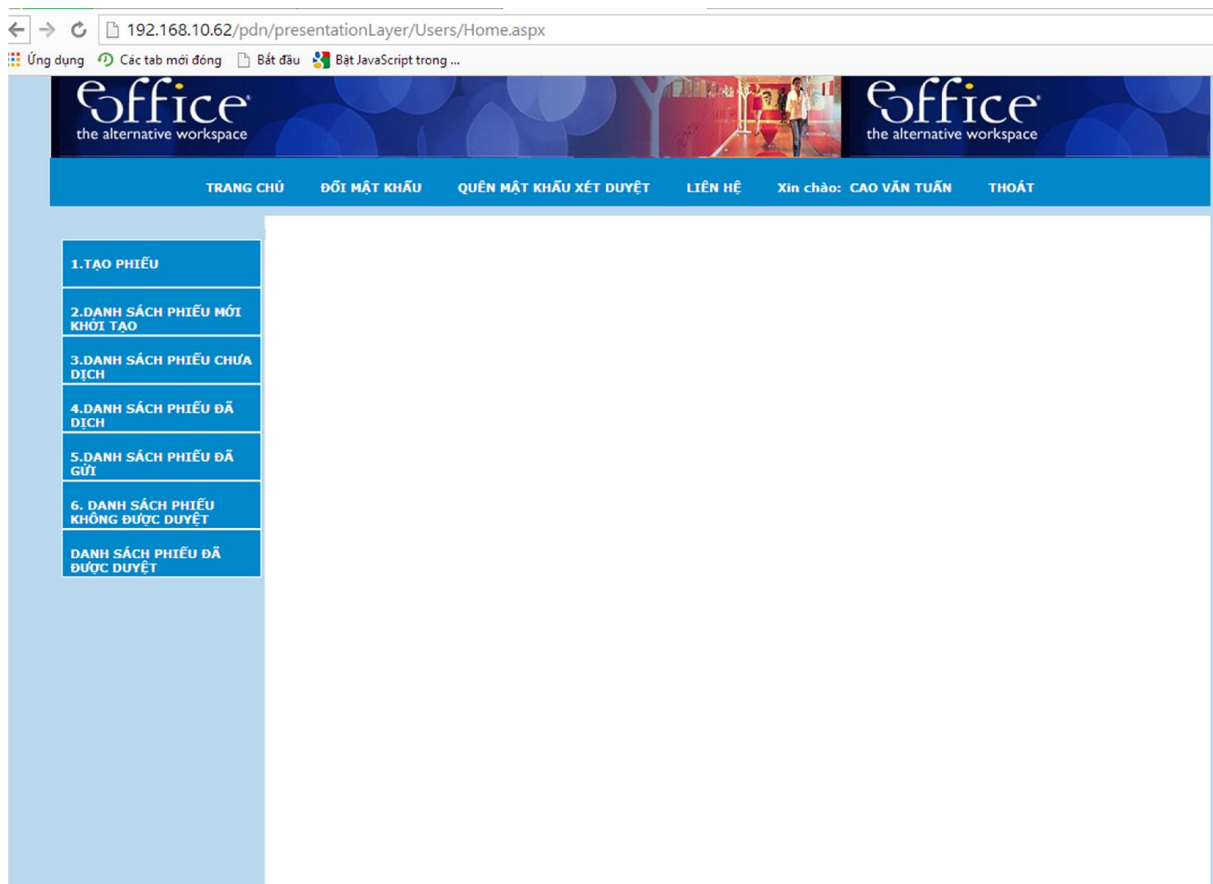 192.168.10.62/pdn/presentationLayer/Users/Home.aspx
Ứng dụng Các tab mới đóng Bắt đầu Bật JavaScript trong ...
eoffice eoffice
the alternative workspace the alternative workspace
TRANG CHỦ ĐỔI MẬT KHẨU QUÊN MẬT KHẨU XÉT DUYỆT LIÊN HỆ Xin chào: CAO VĂN TUẤN THOÁT
1.TẠO PHIẾU
2.DANH SÁCH PHIẾU MỚI
KHỞI TẠO
3.DANH SÁCH PHIẾU CHƯA
DỊCH
4.DANH SÁCH PHIẾU ĐÃ
DỊCH
5.DANH SÁCH PHIẾU ĐÃ
GỬI
6. DANH SÁCH PHIẾU
KHÔNG ĐƯỢC DUYỆT
DANH SÁCH PHIẾU ĐÃ
ĐƯỢC DUYỆT